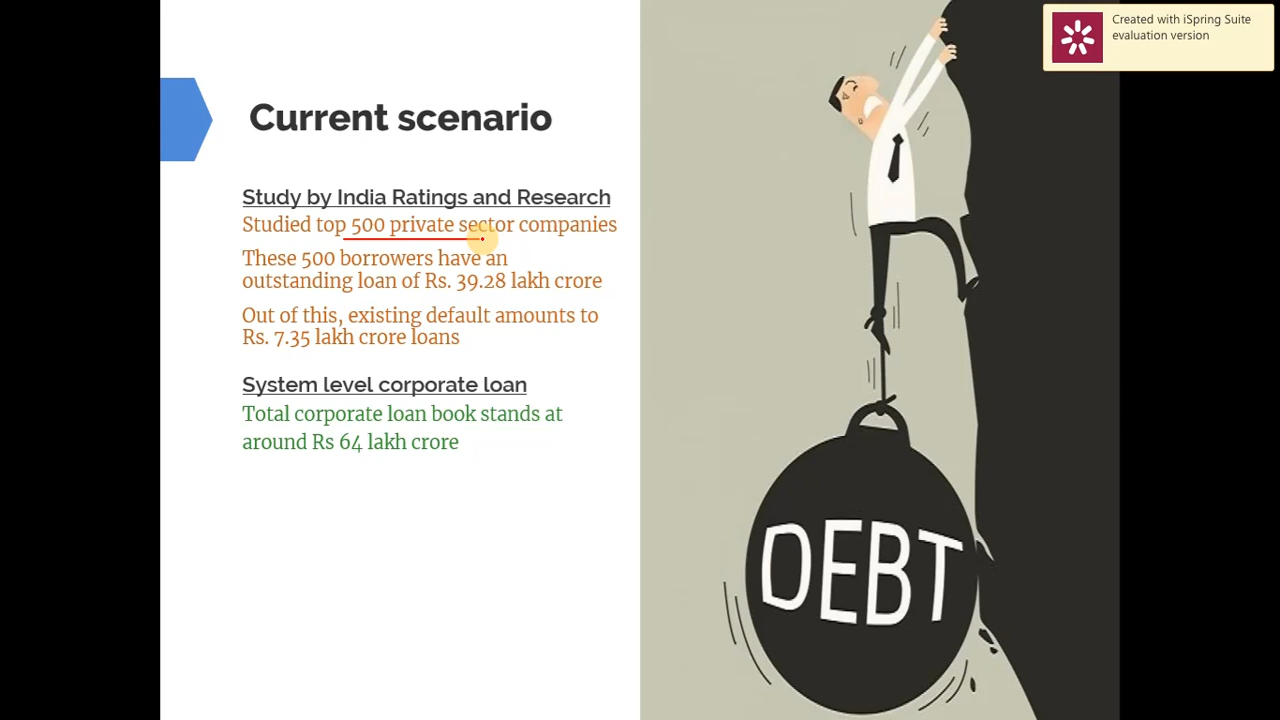 Created with iSpring Suite
evaluation version
Current scenario
Study by India Ratings and Research
Studied top 500 private sector companies
These 500 borrowers have an
outstanding loan of Rs. 39.28 lakh crore
Out of this, existing default amounts to
Rs. 7.35 lakh crore loans
System level corporate loan
Total corporate loan book stands at
around Rs 64 lakh crore
DEBT